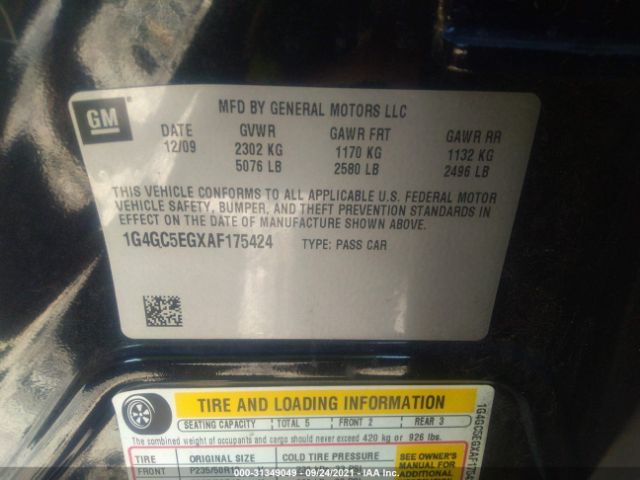 GM
MFD BY GENERAL MOTORS LLC
DATE GVWR GAWR FRT GAWR RR
12/09 2302 KG 1170 KG 1132 KG
5076 LB 2580 LB 2496 LB
THIS VEHICLE CONFORMS TO ALL APPLICABLE U.S. FEDERAL MOTOR
VEHICLE SAFETY, BUMPER, AND THEFT PREVENTION STANDARDS IN
EFFECT ON THE DATE OF MANUFACTURE SHOWN ABOVE.
1G4GC5EGXAF175424 TYPE: PASS CAR
TIRE AND LOADING INFORMATION
SEATING CAPACITY TOTAL 5 FRONT 2 REAR 3
The combined weight of occupants and cargo should never exceed 420 kg or 926 lbs.
TIRE ORIGINAL SIZE COLD TIRE PRESSURE
FRONT
SEE OWNER'S
MANUAL FOR
ADDITIONAL
000-31349049 - 09/24/2021 - IAA Inc.